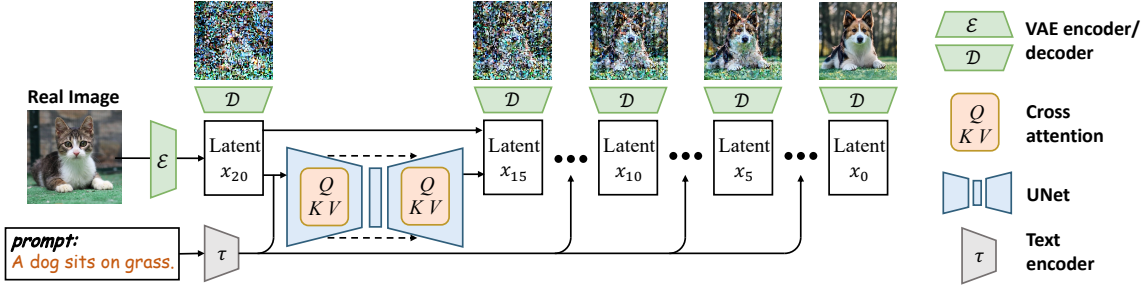 Real Image
ℰ
𝒟
Latent
x₂₀
𝒟
Latent
x₁₅
𝒟
Latent
x₁₀
𝒟
Latent
x₅
𝒟
Latent
x₀
Q
K V
Q
K V
prompt:
A dog sits on grass.
τ
ℰ
𝒟
VAE encoder/
decoder
Q
K V
Cross
attention
UNet
τ
Text
encoder